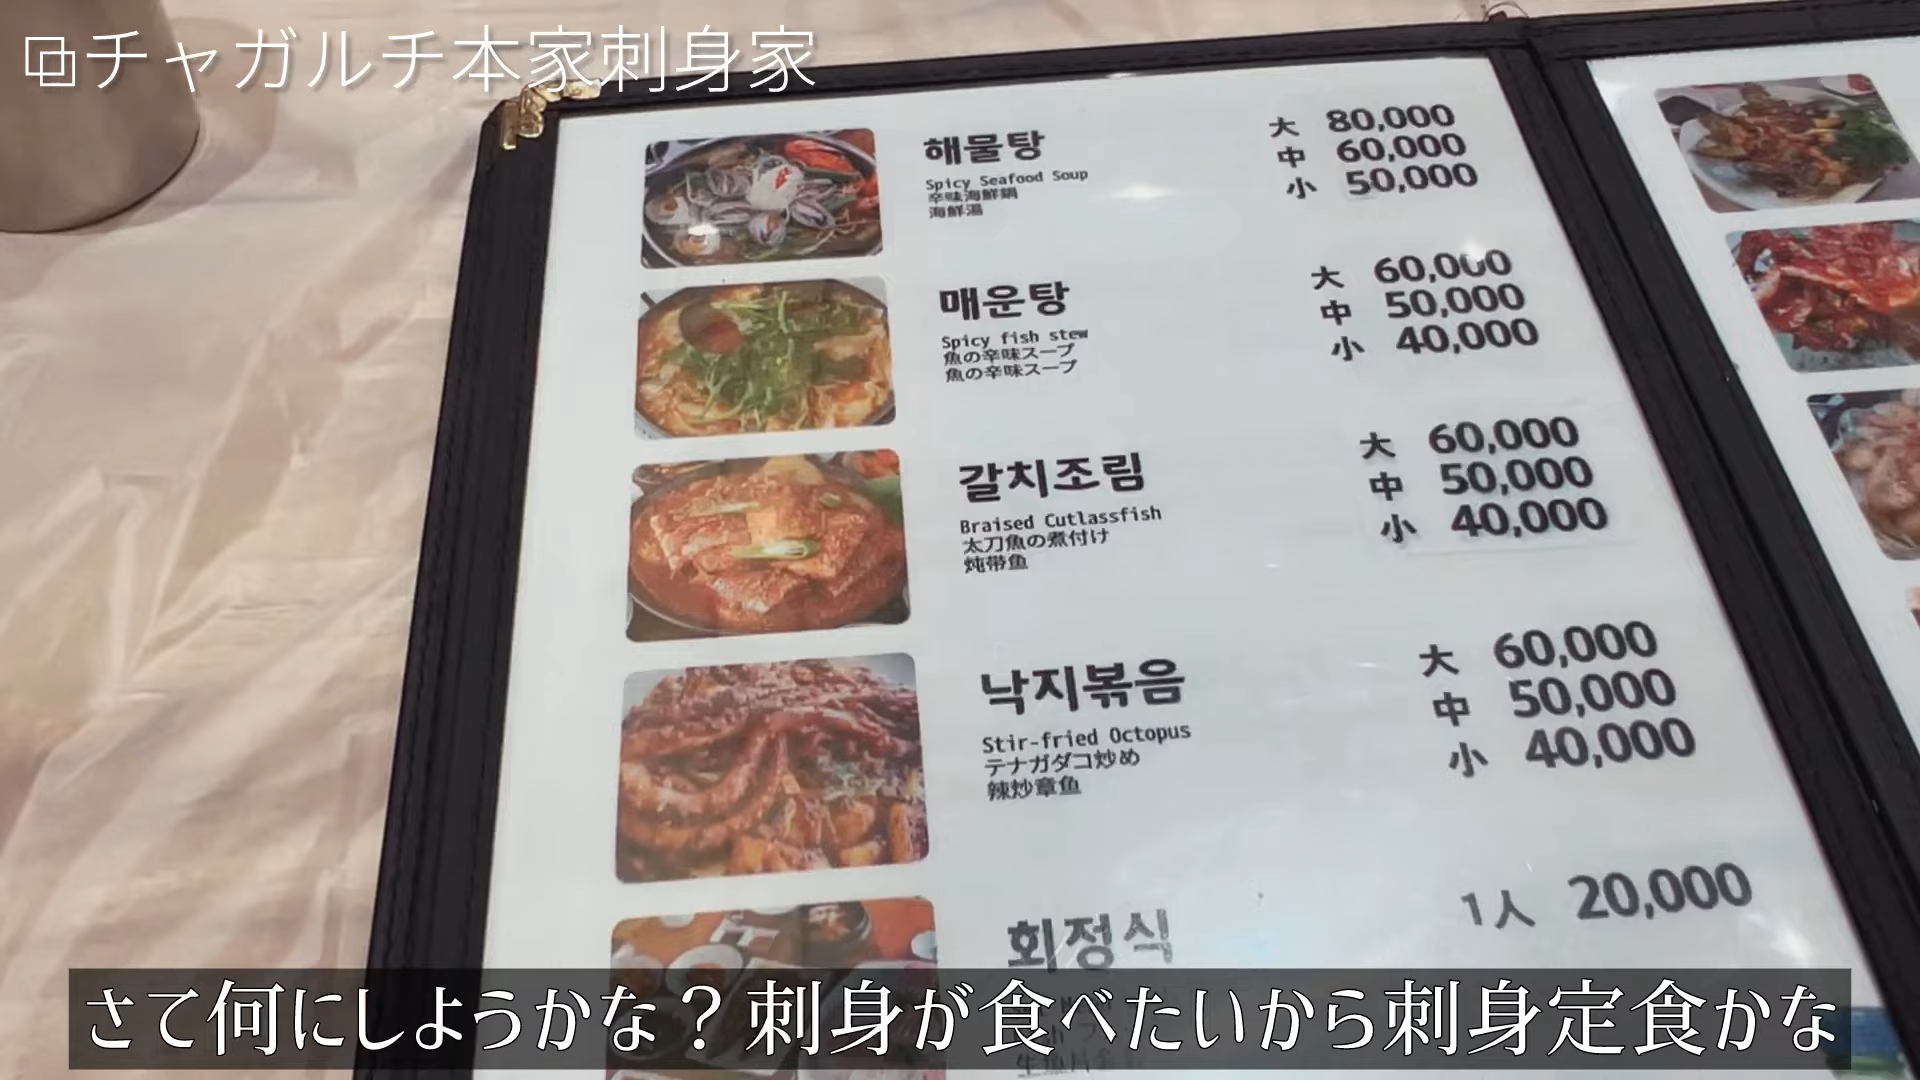 チャガルチ本家刺身家
해물탕
Spicy Seafood Soup
辛味海鮮鍋
海鮮湯
大 80,000
中 60,000
小 50,000
매운탕
Spicy fish stew
魚の辛味スープ
魚の辛味スープ
大 60,000
中 50,000
小 40,000
갈치조림
Braised Cutlassfish
太刀魚の煮付け
炖带鱼
大 60,000
中 50,000
小 40,000
낙지볶음
Stir-fried Octopus
テナガダコ炒め
辣炒章鱼
大 60,000
中 50,000
小 40,000
회정식
1人 20,000
さて何にしようかな？刺身が食べたいから刺身定食かな